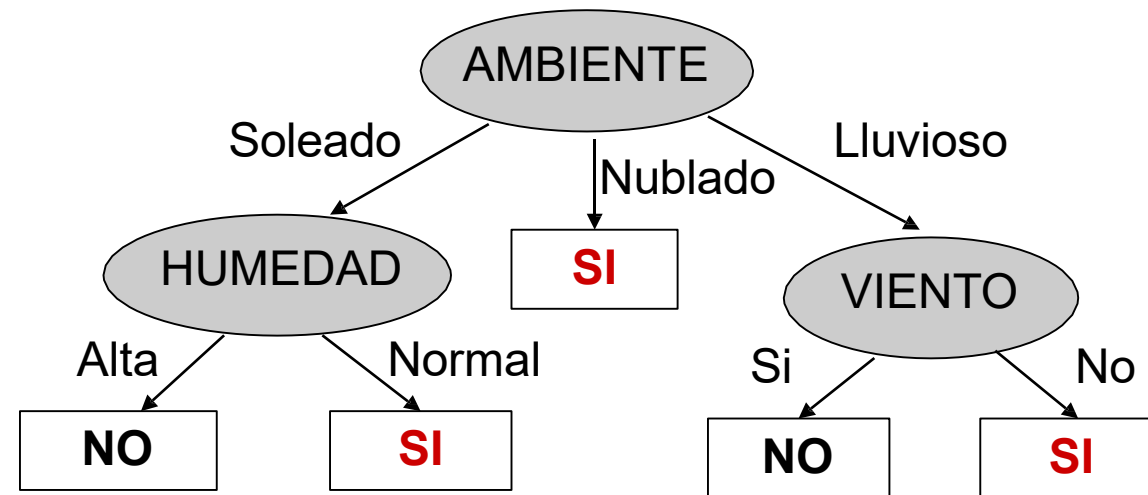 AMBIENTE
Soleado
Nublado
Lluvioso
HUMEDAD
SI
VIENTO
Alta
Normal
Si
No
NO
SI
NO
SI